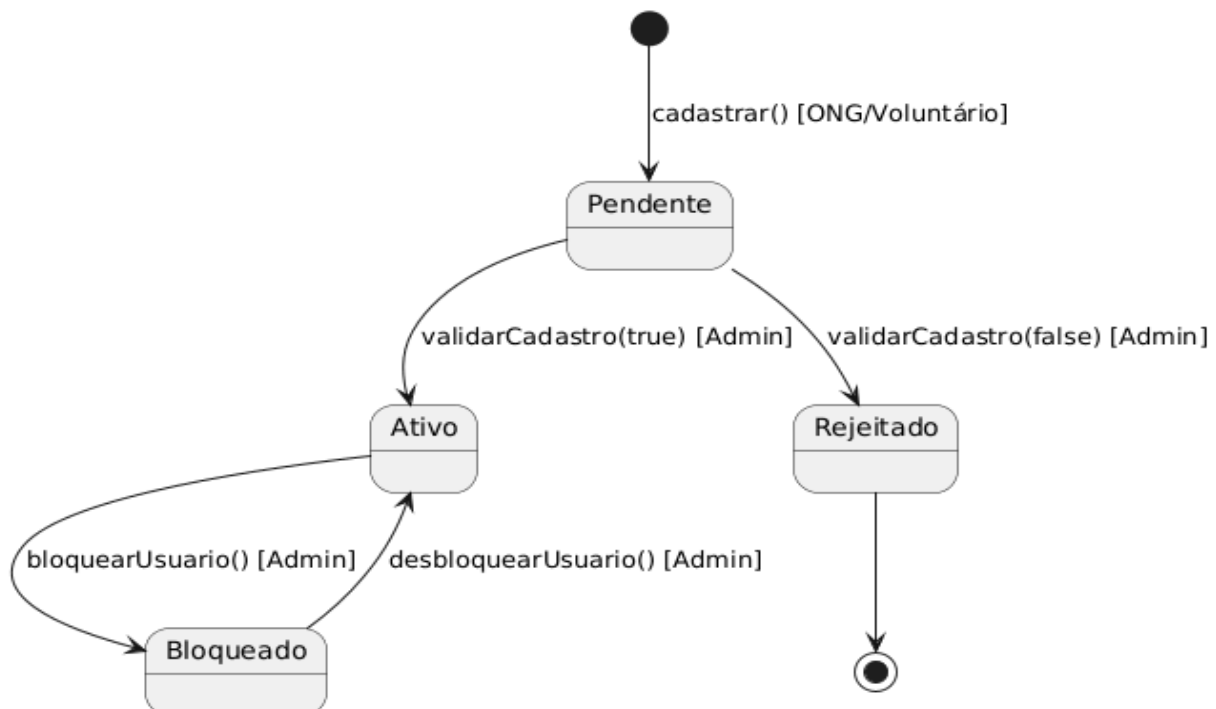 cadastrar() [ONG/Voluntário]
Pendente
validarCadastro(true) [Admin]
validarCadastro(false) [Admin]
Ativo
Rejeitado
bloquearUsuario() [Admin]
desbloquearUsuario() [Admin]
Bloqueado